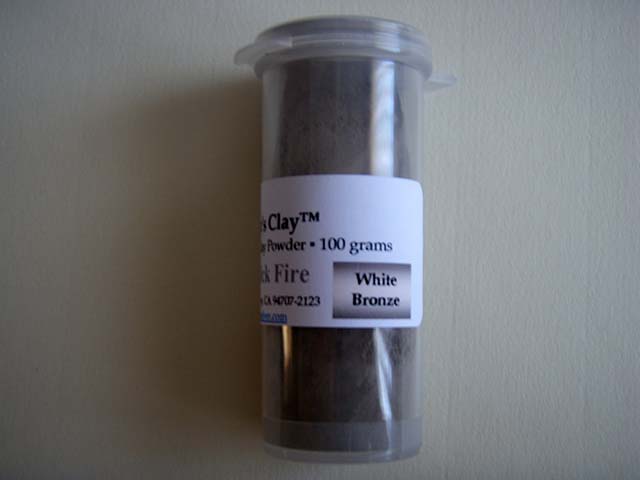 's Clay™
Powder ▪ 100 grams
Fire
White
Bronze
CA 94707-2123